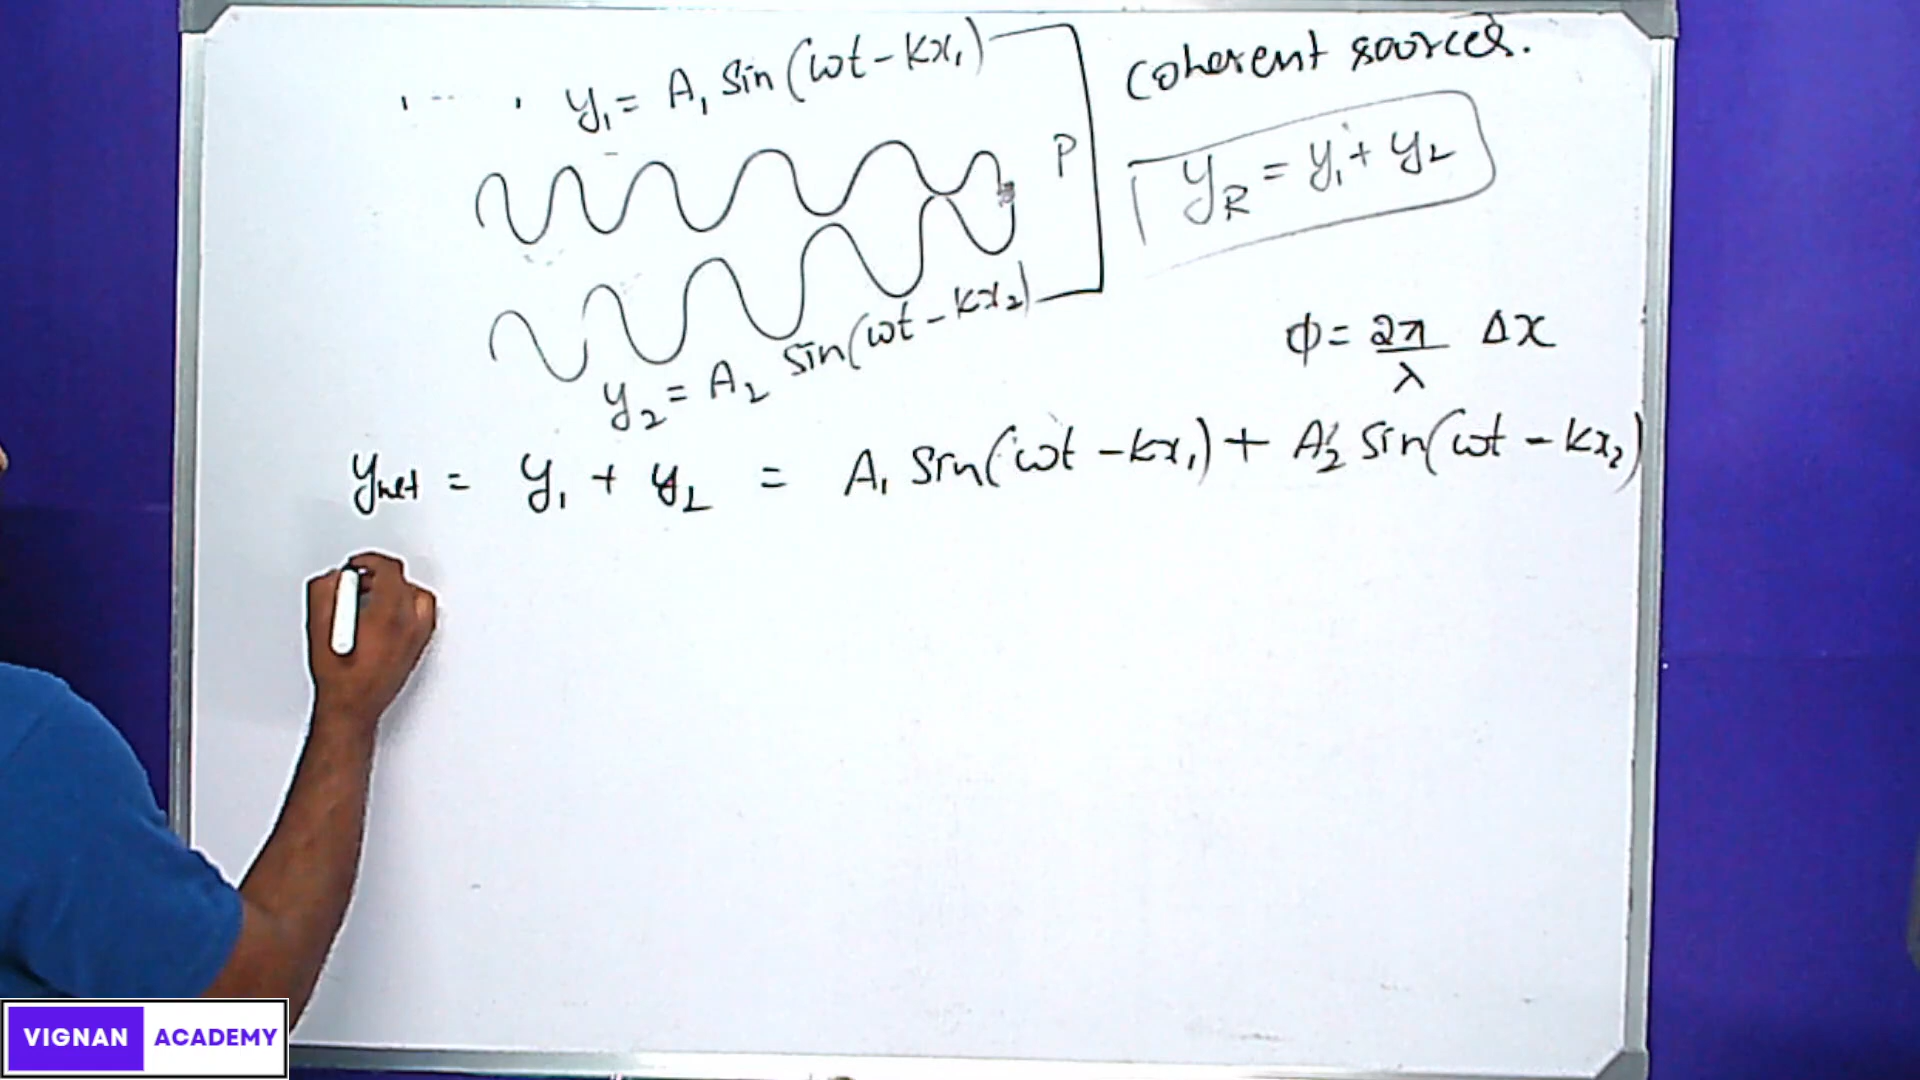 y₁ = A₁ sin(ωt - kx₁)
coherent sources.
P
y_R = y₁ + y₂
y₂ = A₂ sin(ωt - kx₂)
ϕ = 2π/λ Δx
y_net = y₁ + y₂ = A₁ sin(ωt - kx₁) + A₂ sin(ωt - kx₂)
VIGNAN ACADEMY